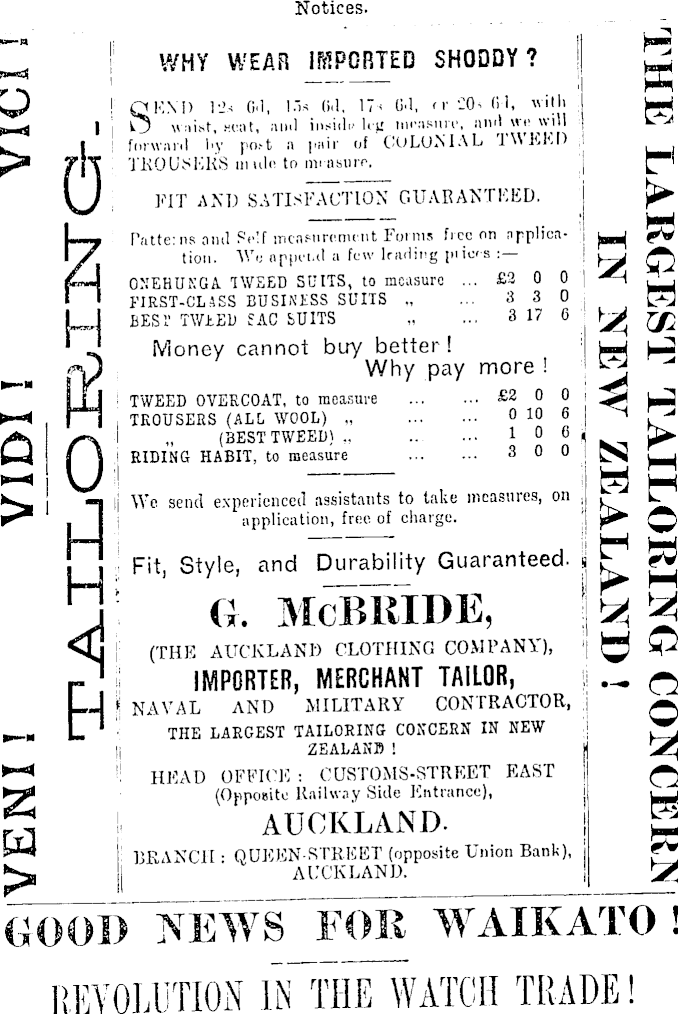 Notices.
VENI! VIDI! VICI!
TAILORING.
WHY WEAR IMPORTED SHODDY?
SEND 12s 6d, 15s 6d, 17s 6d, or 20s 6d, with
waist, seat, and inside leg measure, and we will
forward by post a pair of COLONIAL TWEED
TROUSERS made to measure.
FIT AND SATISFACTION GUARANTEED.
Patterns and Self measurement Forms free on applica-
tion. We append a few leading prices :—
ONEHUNGA TWEED SUITS, to measure ... £2 0 0
FIRST-CLASS BUSINESS SUITS „ ... 3 3 0
BEST TWEED SAC SUITS „ ... 3 17 6
Money cannot buy better!
Why pay more!
TWEED OVERCOAT, to measure ... ... £2 0 0
TROUSERS (ALL WOOL) „ ... ... 0 10 6
„ (BEST TWEED) „ ... ... 1 0 6
RIDING HABIT, to measure ... ... 3 0 0
We send experienced assistants to take measures, on
application, free of charge.
Fit, Style, and Durability Guaranteed.
G. McBRIDE,
(THE AUCKLAND CLOTHING COMPANY),
IMPORTER, MERCHANT TAILOR,
NAVAL AND MILITARY CONTRACTOR,
THE LARGEST TAILORING CONCERN IN NEW
ZEALAND!
HEAD OFFICE : CUSTOMS-STREET EAST
(Opposite Railway Side Entrance),
AUCKLAND.
BRANCH : QUEEN-STREET (opposite Union Bank),
AUCKLAND.
THE LARGEST TAILORING CONCERN
IN NEW ZEALAND!
GOOD NEWS FOR WAIKATO!
REVOLUTION IN THE WATCH TRADE!